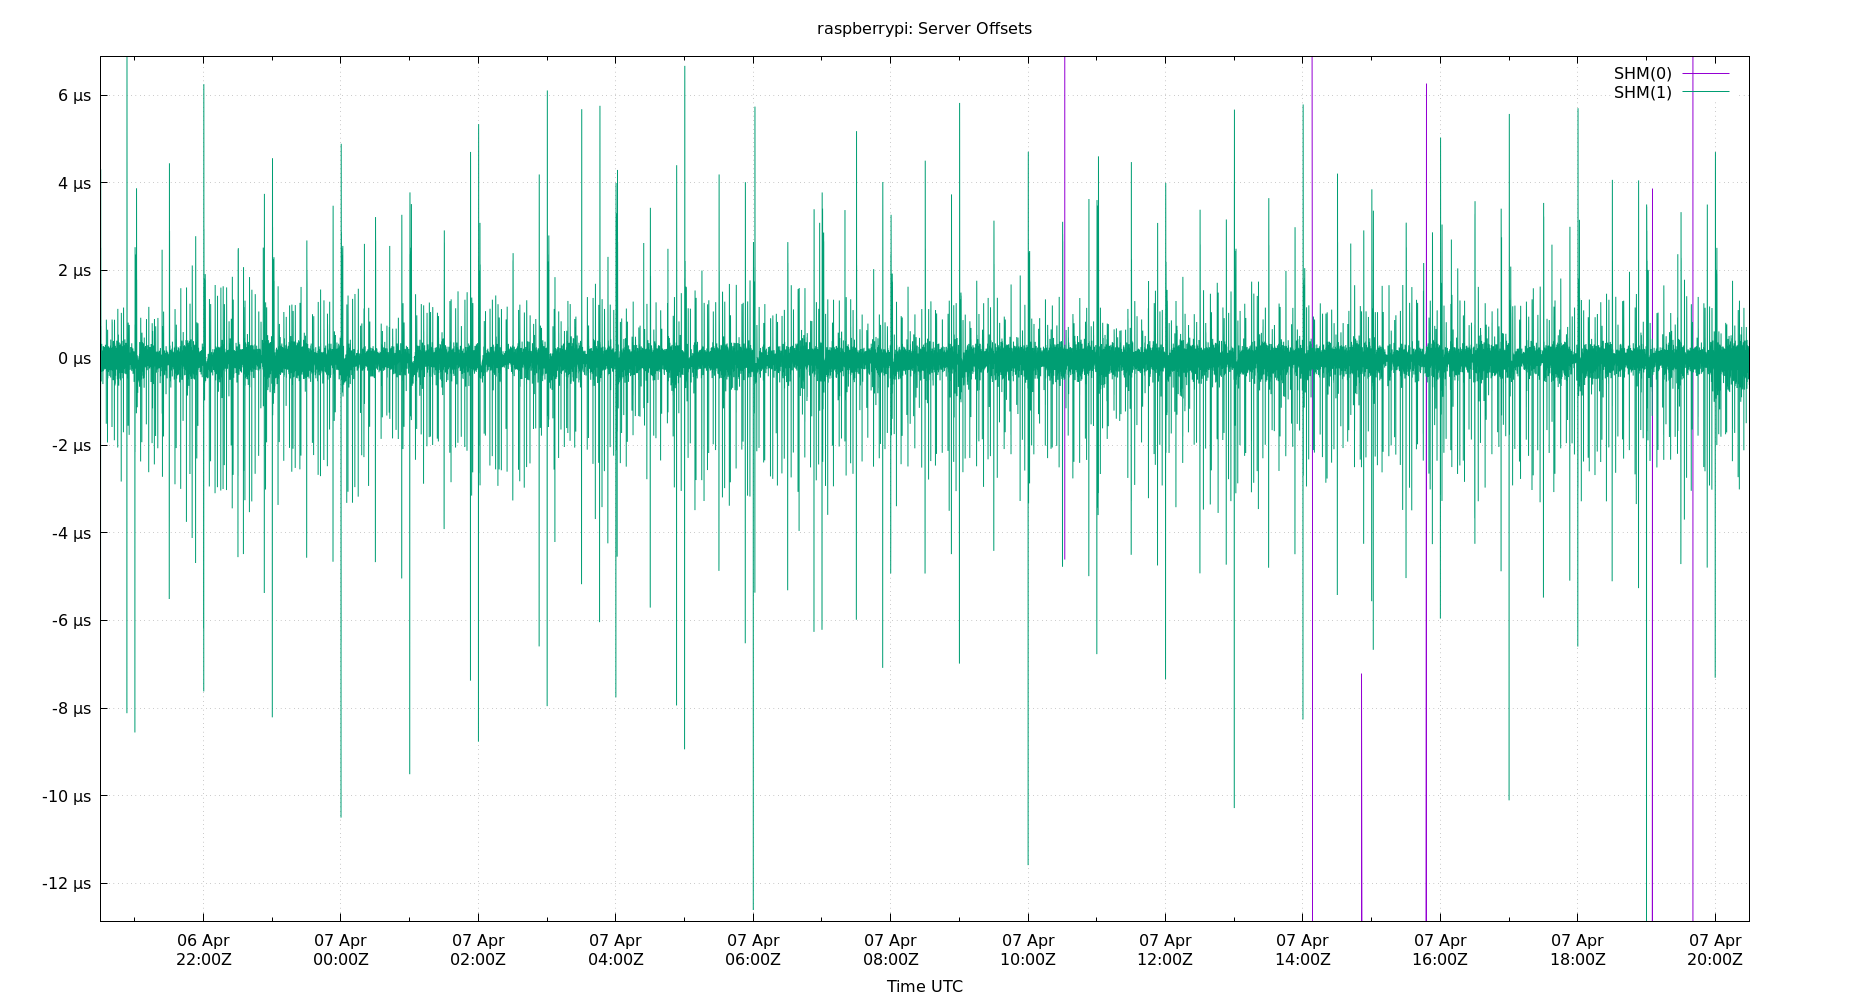 raspberrypi: Server Offsets
SHM(0)
SHM(1)
6 µs
4 µs
2 µs
0 µs
-2 µs
-4 µs
-6 µs
-8 µs
-10 µs
-12 µs
06 Apr 07 Apr 07 Apr 07 Apr 07 Apr 07 Apr 07 Apr 07 Apr 07 Apr 07 Apr 07 Apr 07 Apr
22:00Z 00:00Z 02:00Z 04:00Z 06:00Z 08:00Z 10:00Z 12:00Z 14:00Z 16:00Z 18:00Z 20:00Z
Time UTC